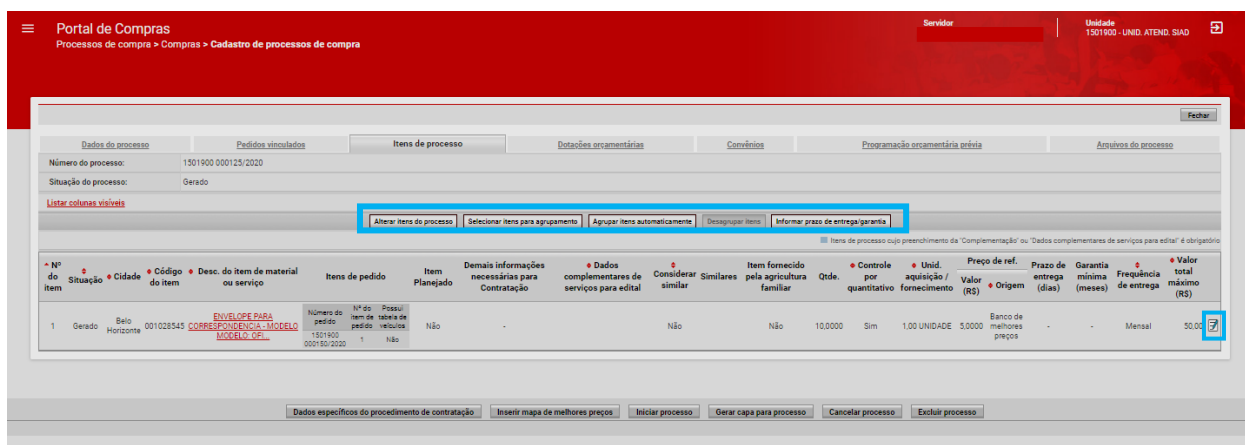 Portal de Compras
Processos de compra > Compras > Cadastro de processos de compra
Servidor
Unidade
1501900 - UNID. ATEND. SIAD
Fechar
Dados do processo
Pedidos vinculados
Itens de processo
Dotações orçamentárias
Convênios
Programação orçamentária prévia
Arquivos do processo
Número do processo: 1501900 000125/2020
Situação do processo: Gerado
Listar colunas visíveis
Alterar itens do processo
Selecionar itens para agrupamento
Agrupar itens automaticamente
Desagrupar itens
Informar prazo de entrega/garantia
Itens de processo cujo preenchimento da "Complementação" ou "Dados complementares de serviços para edital" é obrigatório
Nº do item
Situação
Cidade
Código do item
Desc. do item de material ou serviço
Itens de pedido
Item Planejado
Demais informações necessárias para Contratação
Dados complementares de serviços para edital
Considerar similar
Similares
Item fornecido pela agricultura familiar
Qtde.
Controle por quantitativo
Unid. aquisição / fornecimento
Preço de ref.
Valor (R$)
Origem
Prazo de entrega (dias)
Garantia mínima (meses)
Frequência de entrega
Valor total máximo (R$)
1
Gerado
Belo Horizonte
001028545
ENVELOPE PARA CORRESPONDENCIA - MODELO MODELO: OFI...
Número do pedido
Nº do item de pedido
Possui tabela de veículos
1501900 000150/2020
1
Não
Não
-
Não
Não
10,0000
Sim
1,00 UNIDADE
5,0000
Banco de melhores preços
-
-
Mensal
50,00
Dados específicos do procedimento de contratação
Inserir mapa de melhores preços
Iniciar processo
Gerar capa para processo
Cancelar processo
Excluir processo